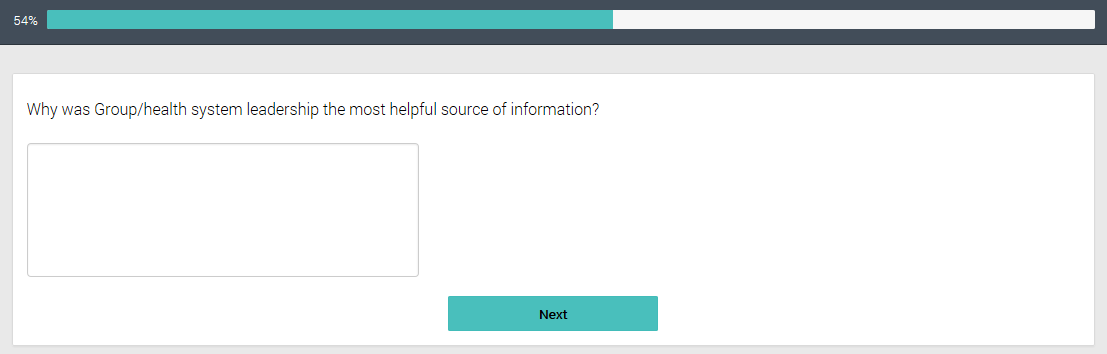 54%
Why was Group/health system leadership the most helpful source of information?
Next